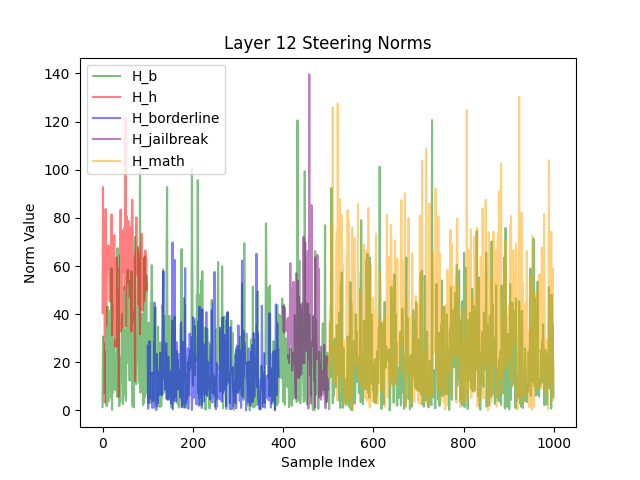 Layer 12 Steering Norms
H_b
H_h
H_borderline
H_jailbreak
H_math
Norm Value
140
120
100
80
60
40
20
0
0
200
400
600
800
1000
Sample Index